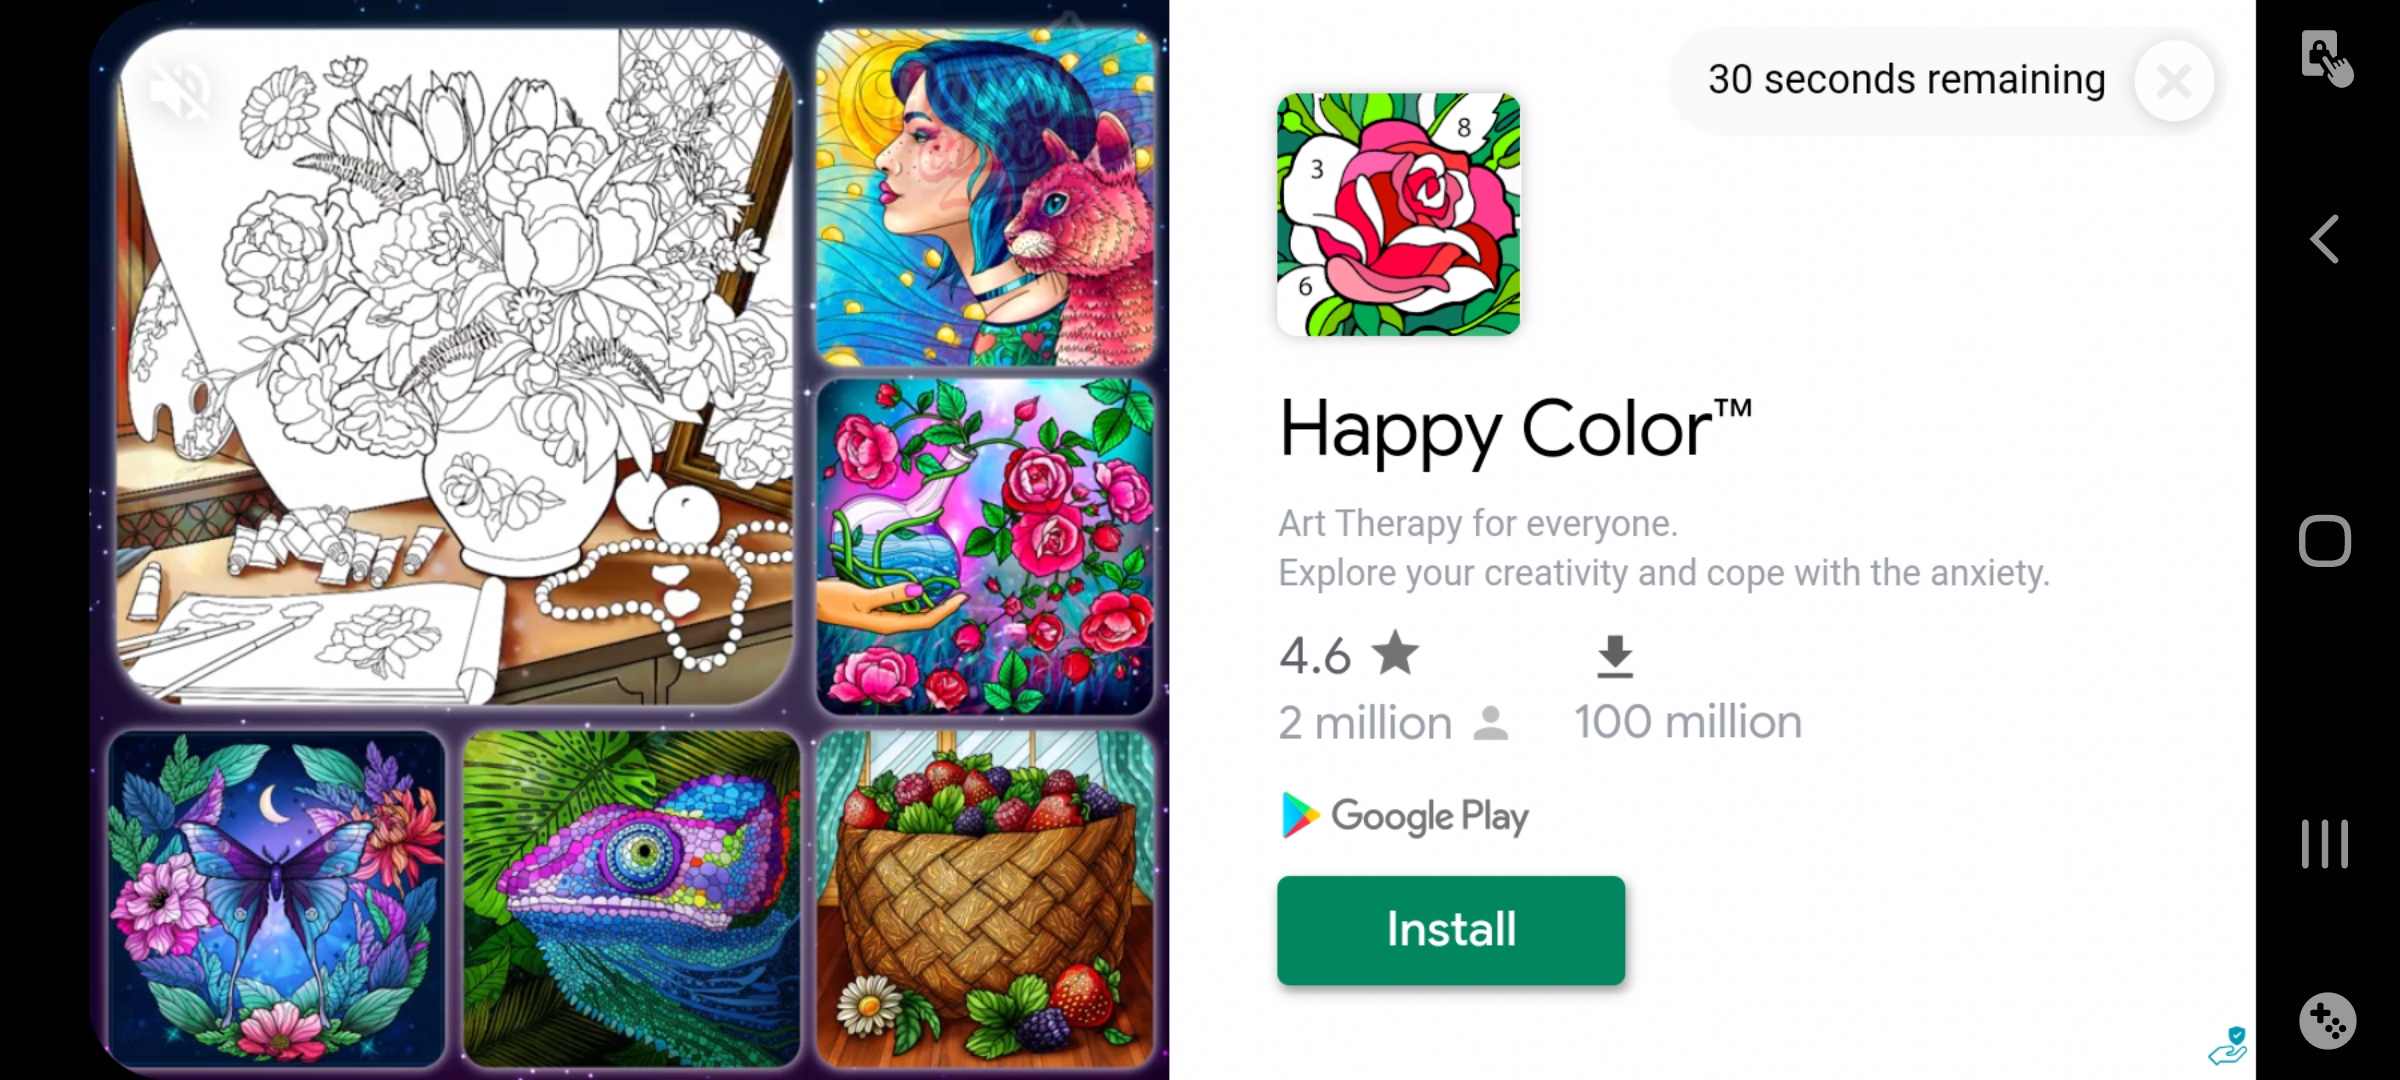 30 seconds remaining
8
3
6
Happy Color™
Art Therapy for everyone.
Explore your creativity and cope with the anxiety.
4.6
2 million
100 million
Google Play
Install